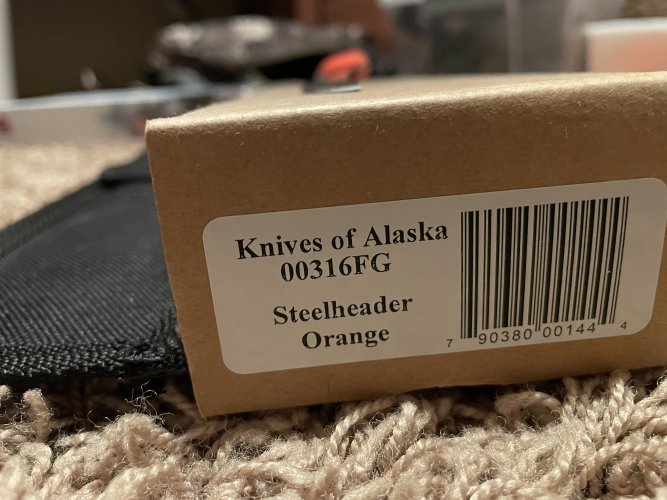 Knives of Alaska
00316FG
Steelheader
Orange
7 90380 00144 4